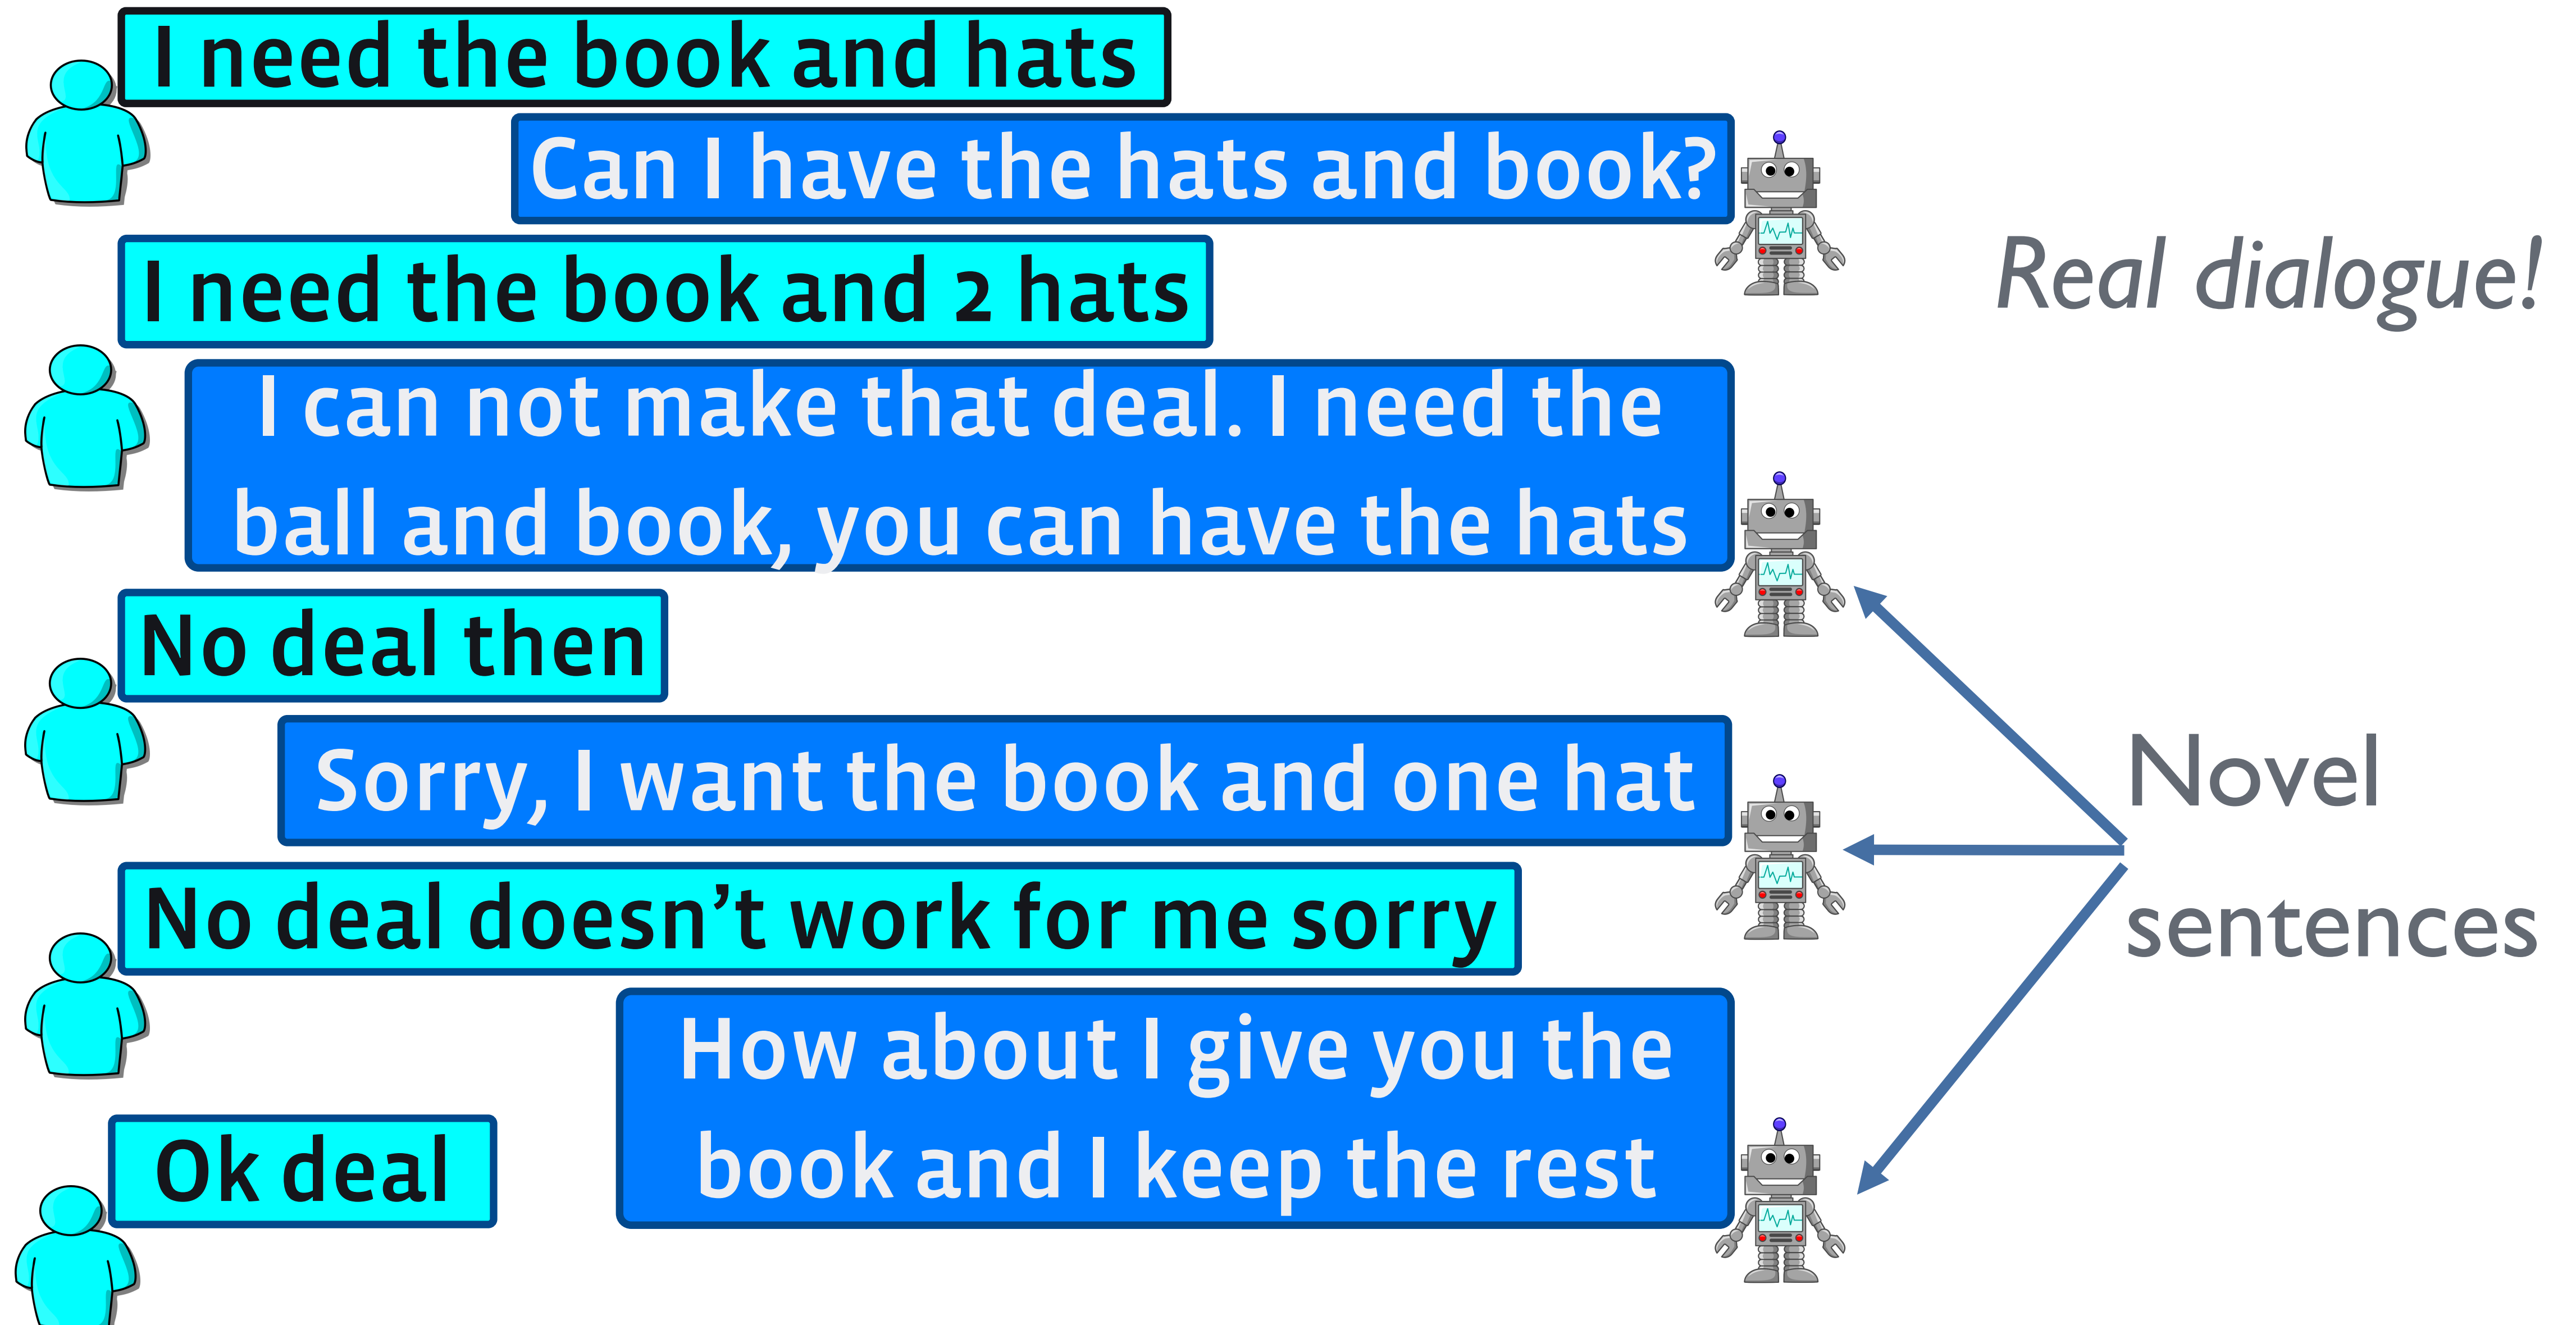 I need the book and hats
Can I have the hats and book?
I need the book and 2 hats
Real dialogue!
I can not make that deal. I need the
ball and book, you can have the hats
No deal then
Sorry, I want the book and one hat
Novel
sentences
No deal doesn’t work for me sorry
How about I give you the
book and I keep the rest
Ok deal